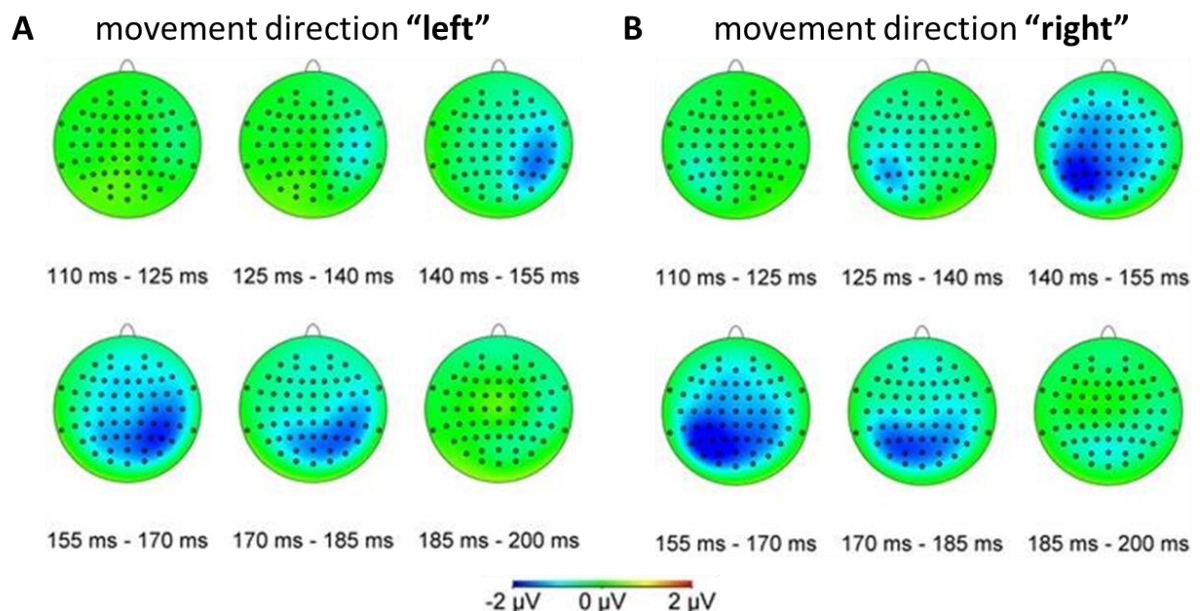 A movement direction “left”
110 ms - 125 ms 125 ms - 140 ms 140 ms - 155 ms
155 ms - 170 ms 170 ms - 185 ms 185 ms - 200 ms
B movement direction “right”
110 ms - 125 ms 125 ms - 140 ms 140 ms - 155 ms
155 ms - 170 ms 170 ms - 185 ms 185 ms - 200 ms
-2 µV 0 µV 2 µV